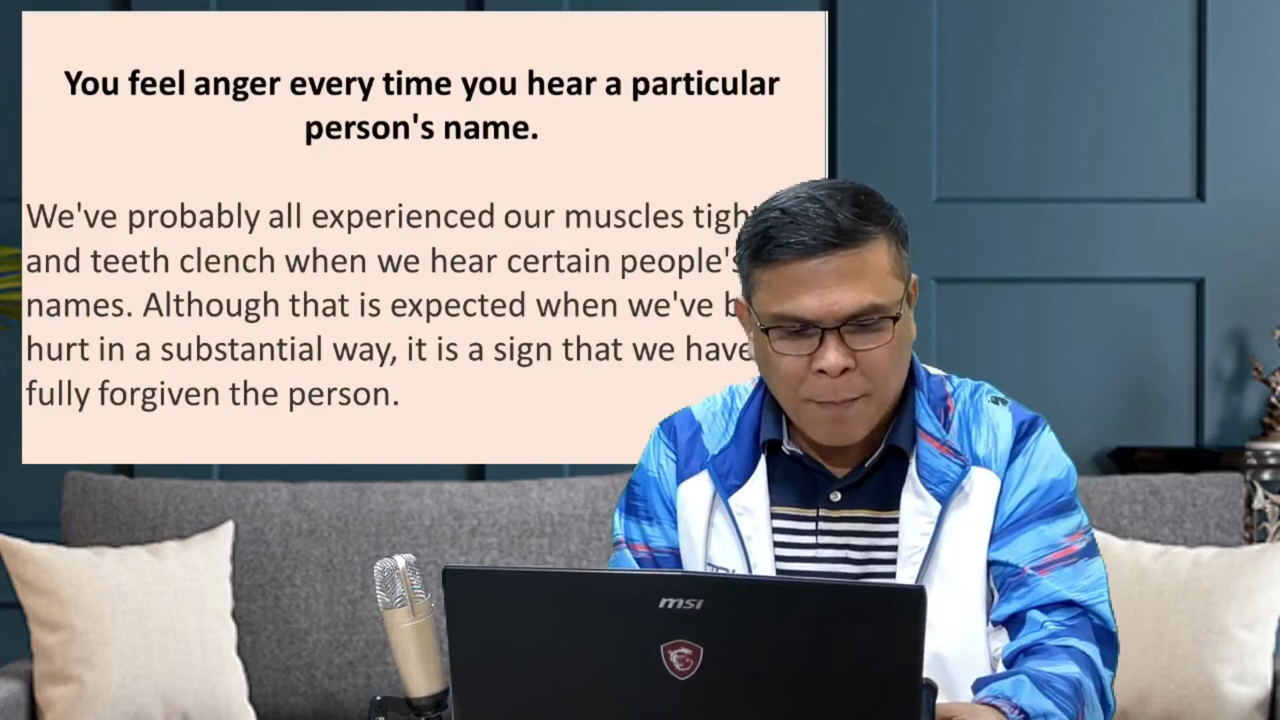 You feel anger every time you hear a particular
person's name.
We've probably all experienced our muscles
and teeth clench when we hear certain people's
names. Although that is expected when we've
hurt in a substantial way, it is a sign that we have
fully forgiven the person.
msi